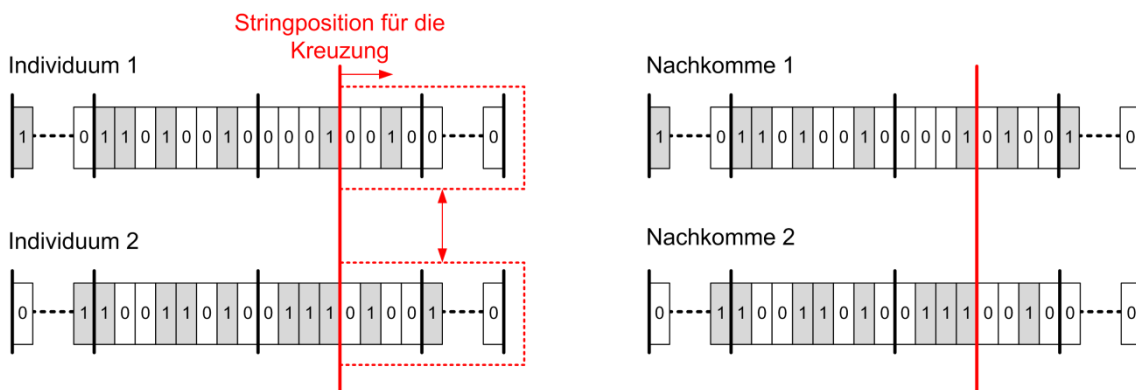 Stringposition für die
Kreuzung
Individuum 1
1 0 1 1 0 1 0 0 1 0 0 0 0 1 0 0 1 0 0 0
Individuum 2
0 1 1 0 0 1 1 0 1 0 0 1 1 1 0 1 0 0 1 0
Nachkomme 1
1 0 1 1 0 1 0 0 1 0 0 0 0 1 0 1 0 0 1 0
Nachkomme 2
0 1 1 0 0 1 1 0 1 0 0 1 1 1 0 0 1 0 0 0